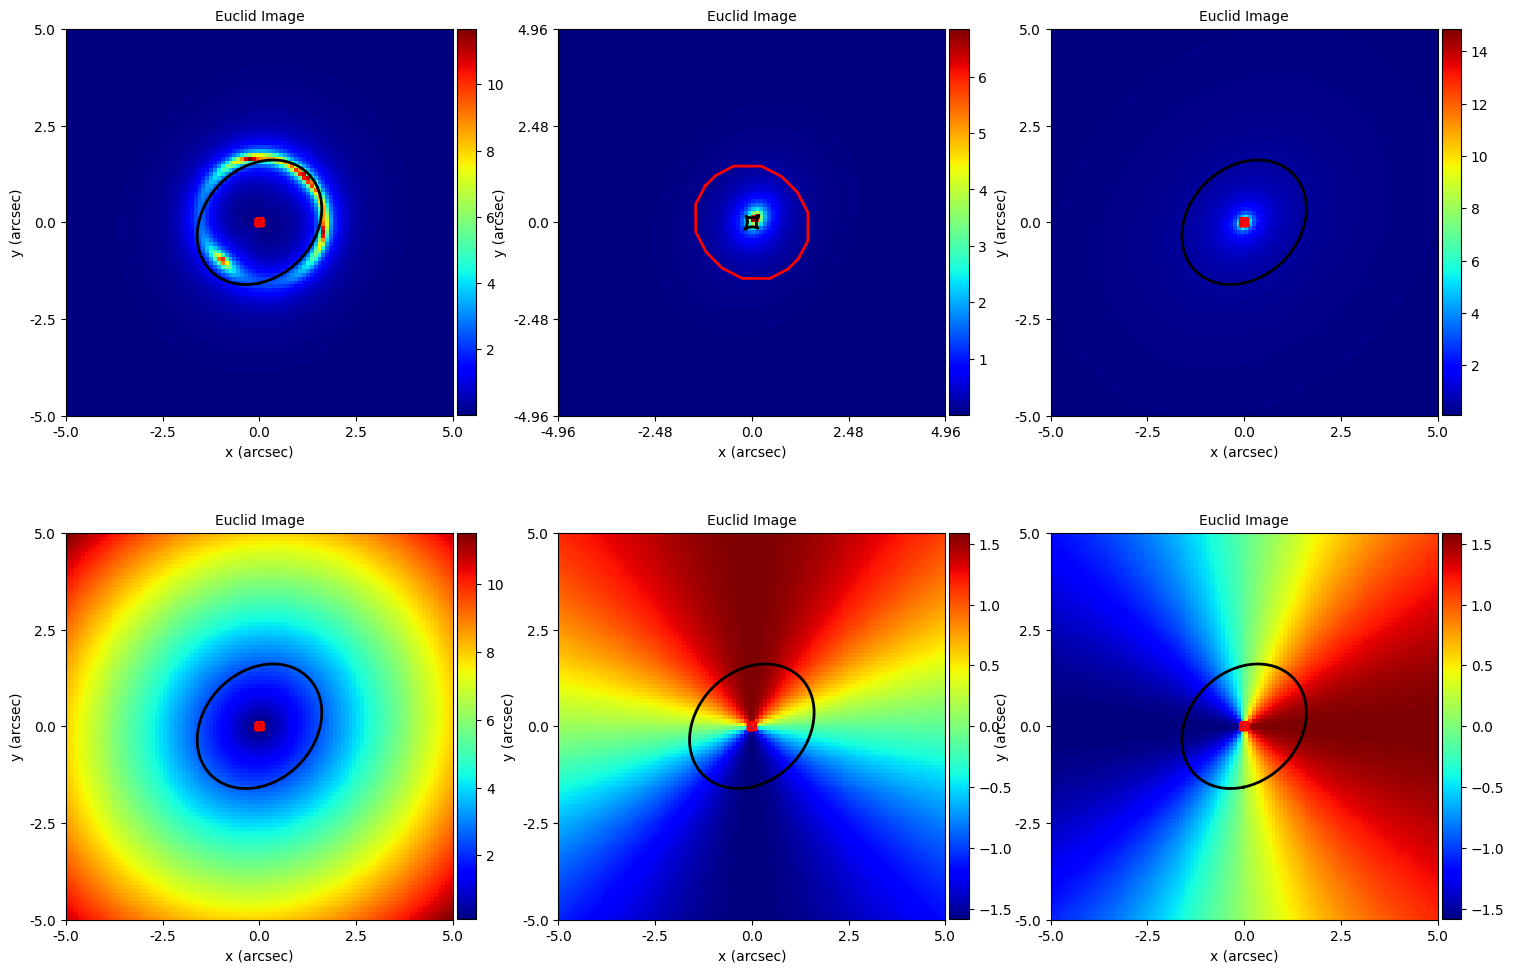 Euclid Image Euclid Image Euclid Image
5.0 4.96 5.0
14
10 6
12
2.5 2.48 2.5
8 5 10
y (arcsec) 0.0 6 y (arcsec) 0.0 4 y (arcsec) 0.0 8
3 6
4
-2.5 -2.48 2 -2.5 4
2 1 2
-5.0 -4.96 -5.0
-5.0 -2.5 0.0 2.5 5.0 -4.96 -2.48 0.0 2.48 4.96 -5.0 -2.5 0.0 2.5 5.0
x (arcsec) x (arcsec) x (arcsec)
Euclid Image Euclid Image Euclid Image
5.0 5.0 1.5 5.0 1.5
10
2.5 2.5 1.0 2.5 1.0
8
0.5 0.5
y (arcsec) 0.0 6 y (arcsec) 0.0 0.0 y (arcsec) 0.0 0.0
−0.5 −0.5
4
-2.5 -2.5 −1.0 -2.5 −1.0
2
-5.0 -5.0 −1.5 -5.0 −1.5
-5.0 -2.5 0.0 2.5 5.0 -5.0 -2.5 0.0 2.5 5.0 -5.0 -2.5 0.0 2.5 5.0
x (arcsec) x (arcsec) x (arcsec)